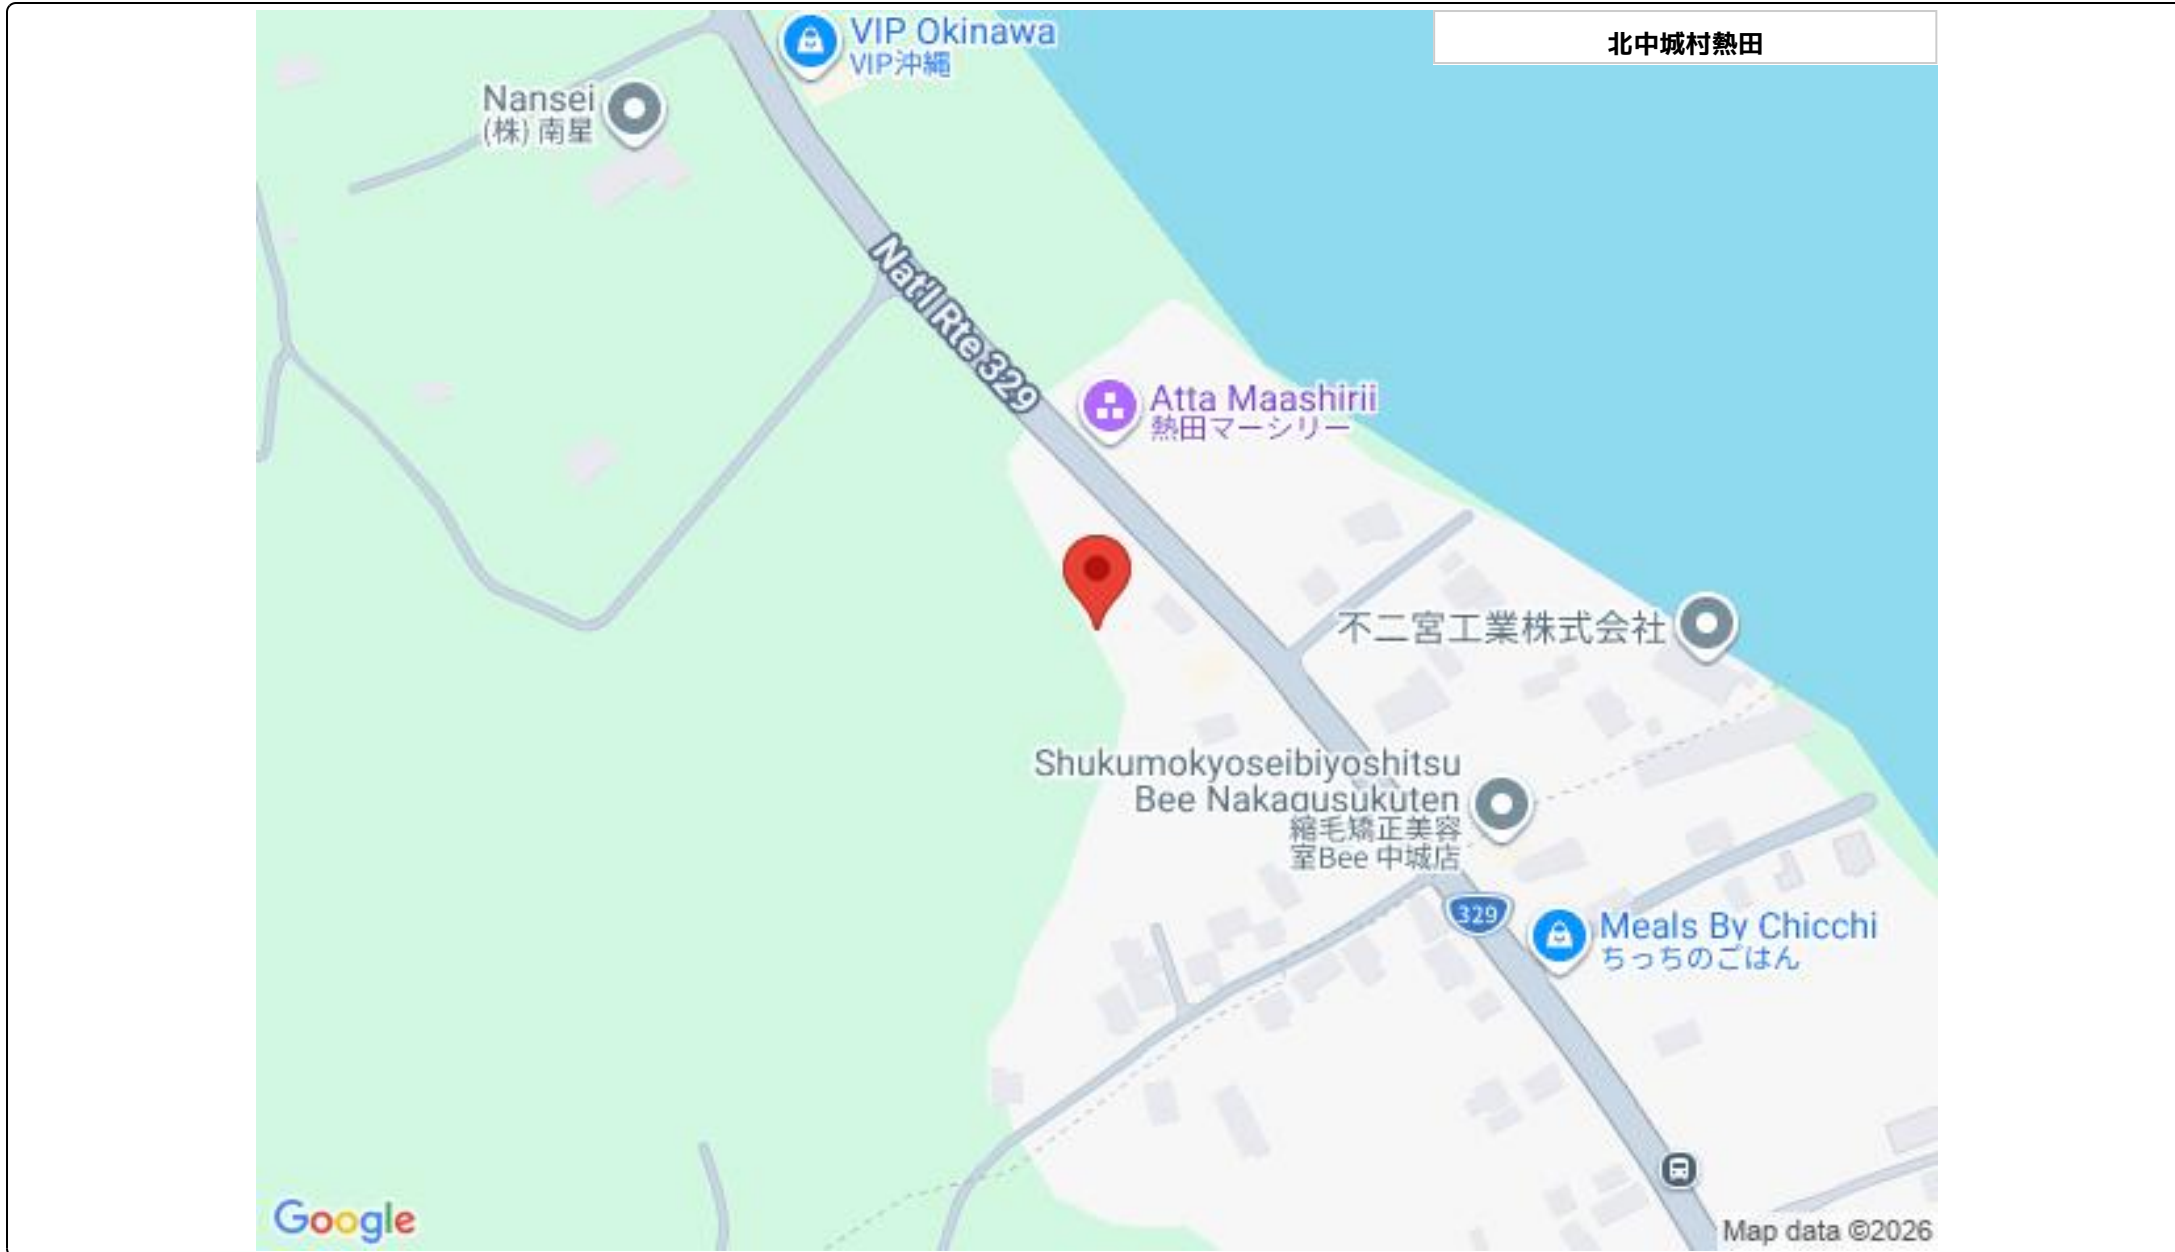 北中城村熱田
VIP Okinawa
VIP沖縄
Nansei
(株) 南星
Nat'l Rte 329
Atta Maashirii
熱田マーシリー
不二宮工業株式会社
Shukumokyoseibiyoshitsu
Bee Nakagusukuten
縮毛矯正美容
室Bee 中城店
329
Meals By Chicchi
ちっちのごはん
Google
Map data ©2026